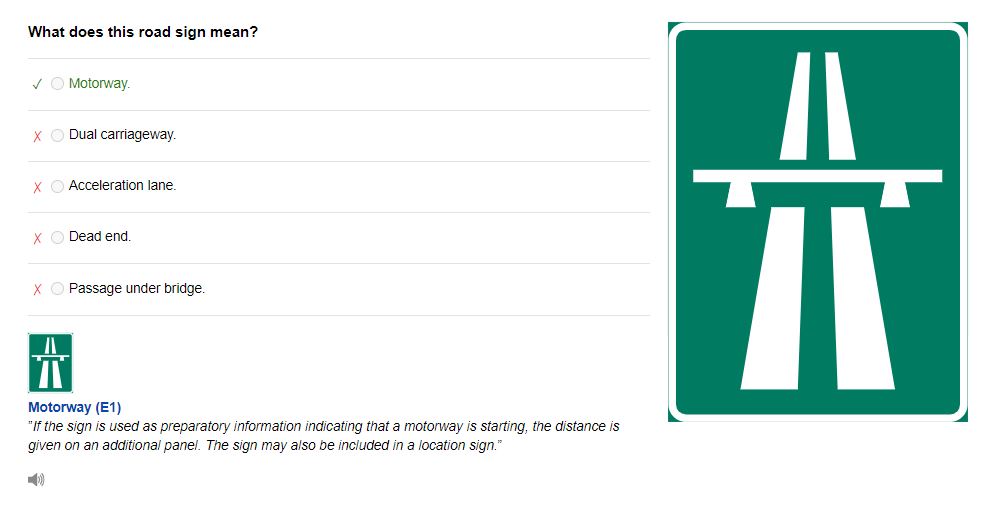 What does this road sign mean?
✓ Motorway.
X Dual carriageway.
X Acceleration lane.
X Dead end.
X Passage under bridge.
Motorway (E1)
"If the sign is used as preparatory information indicating that a motorway is starting, the distance is
given on an additional panel. The sign may also be included in a location sign."